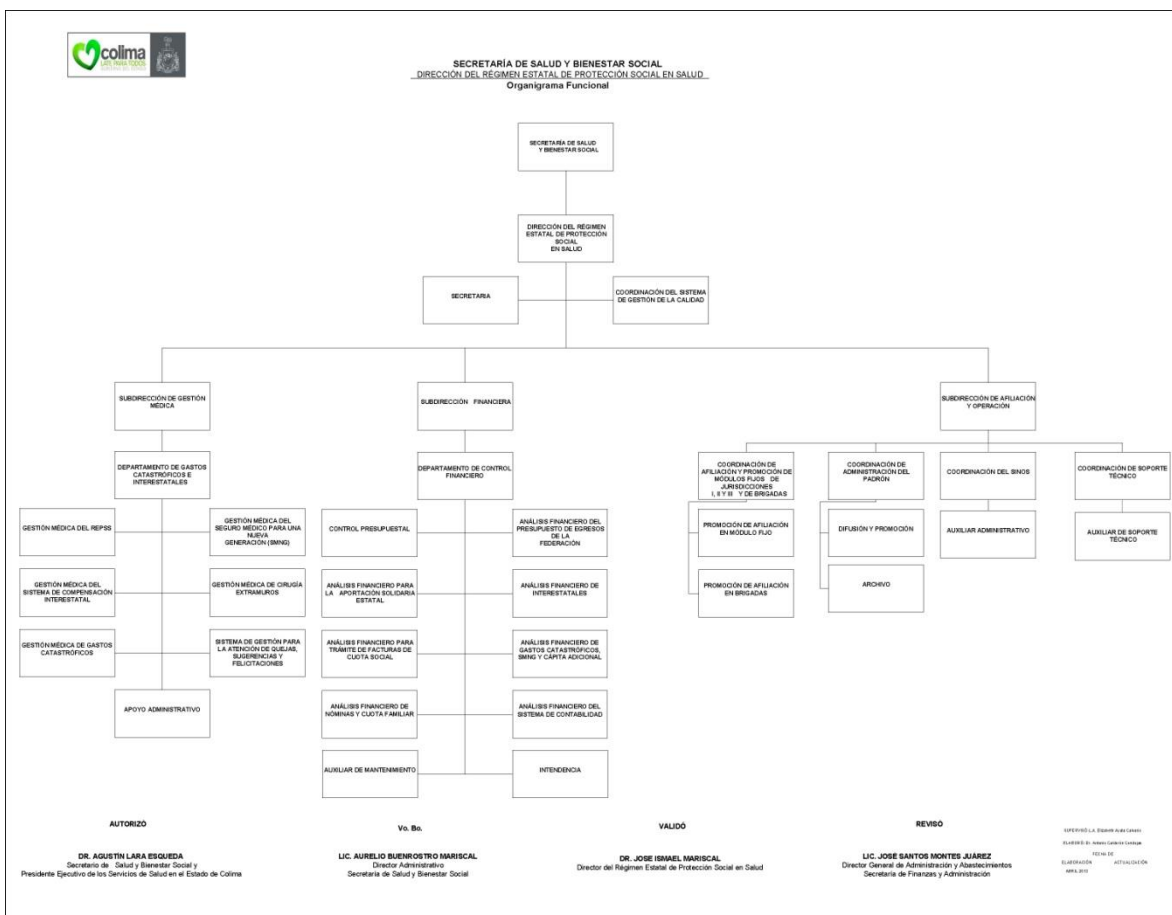 colima
LATE PARA TODOS
SECRETARÍA DE SALUD Y BIENESTAR SOCIAL
DIRECCIÓN DEL RÉGIMEN ESTATAL DE PROTECCIÓN SOCIAL EN SALUD
Organigrama Funcional
SECRETARÍA DE SALUD
Y BIENESTAR SOCIAL
DIRECCIÓN DEL RÉGIMEN
ESTATAL DE PROTECCIÓN
SOCIAL
EN SALUD
SECRETARIA
COORDINACIÓN DEL SISTEMA
DE GESTIÓN DE LA CALIDAD
SUBDIRECCIÓN DE GESTIÓN
MÉDICA
SUBDIRECCIÓN FINANCIERA
SUBDIRECCIÓN DE AFILIACIÓN
Y OPERACIÓN
DEPARTAMENTO DE GASTOS
CATASTRÓFICOS E
INTERESTATALES
DEPARTAMENTO DE CONTROL
FINANCIERO
COORDINACIÓN DE
AFILIACIÓN Y PROMOCIÓN DE
MÓDULOS FIJOS DE
JURISDICCIONES
I, II Y III Y DE BRIGADAS
COORDINACIÓN DE
ADMINISTRACIÓN DEL
PADRÓN
COORDINACIÓN DEL SINOS
COORDINACIÓN DE SOPORTE
TÉCNICO
GESTIÓN MÉDICA DEL REPSS
GESTIÓN MÉDICA DEL
SEGURO MÉDICO PARA UNA
NUEVA
GENERACIÓN (SMNG)
CONTROL PRESUPUESTAL
ANÁLISIS FINANCIERO DEL
PRESUPUESTO DE EGRESOS
DE LA
FEDERACIÓN
PROMOCIÓN DE AFILIACIÓN
EN MÓDULO FIJO
DIFUSIÓN Y PROMOCIÓN
AUXILIAR ADMINISTRATIVO
AUXILIAR DE SOPORTE
TÉCNICO
GESTIÓN MÉDICA DEL
SISTEMA DE COMPENSACIÓN
INTERESTATAL
GESTIÓN MÉDICA DE CIRUGÍA
EXTRAMUROS
ANÁLISIS FINANCIERO PARA
LA APORTACIÓN SOLIDARIA
ESTATAL
ANÁLISIS FINANCIERO DE
INTERESTATALES
PROMOCIÓN DE AFILIACIÓN
EN BRIGADAS
ARCHIVO
GESTIÓN MÉDICA DE GASTOS
CATASTRÓFICOS
SISTEMA DE GESTIÓN PARA
LA ATENCIÓN DE QUEJAS,
SUGERENCIAS Y
FELICITACIONES
ANÁLISIS FINANCIERO PARA
TRÁMITE DE FACTURAS DE
CUOTA SOCIAL
ANÁLISIS FINANCIERO DE
GASTOS CATASTRÓFICOS,
SMNG Y CÁPITA ADICIONAL
APOYO ADMINISTRATIVO
ANÁLISIS FINANCIERO DE
NÓMINAS Y CUOTA FAMILIAR
ANÁLISIS FINANCIERO DEL
SISTEMA DE CONTABILIDAD
AUXILIAR DE MANTENIMIENTO
INTENDENCIA
AUTORIZÓ
DR. AGUSTÍN LARA ESQUEDA
Secretario de Salud y Bienestar Social y
Presidente Ejecutivo de los Servicios de Salud en el Estado de Colima
Vo. Bo.
LIC. AURELIO BUENROSTRO MARISCAL
Director Administrativo
Secretaría de Salud y Bienestar Social
VALIDÓ
DR. JOSE ISMAEL MARISCAL
Director del Régimen Estatal de Protección Social en Salud
REVISÓ
LIC. JOSÉ SANTOS MONTES JUÁREZ
Director General de Administración y Abastecimientos
Secretaría de Finanzas y Administración
FECHA DE
ELABORACIÓN ACTUALIZACIÓN